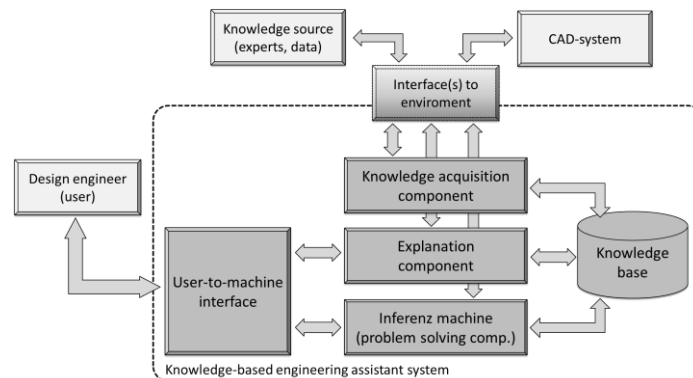 Knowledge source
(experts, data)
CAD-system
Interface(s) to
enviroment
Design engineer
(user)
Knowledge acquisition
component
User-to-machine
interface
Explanation
component
Knowledge
base
Inferenz machine
(problem solving comp.)
Knowledge-based engineering assistant system